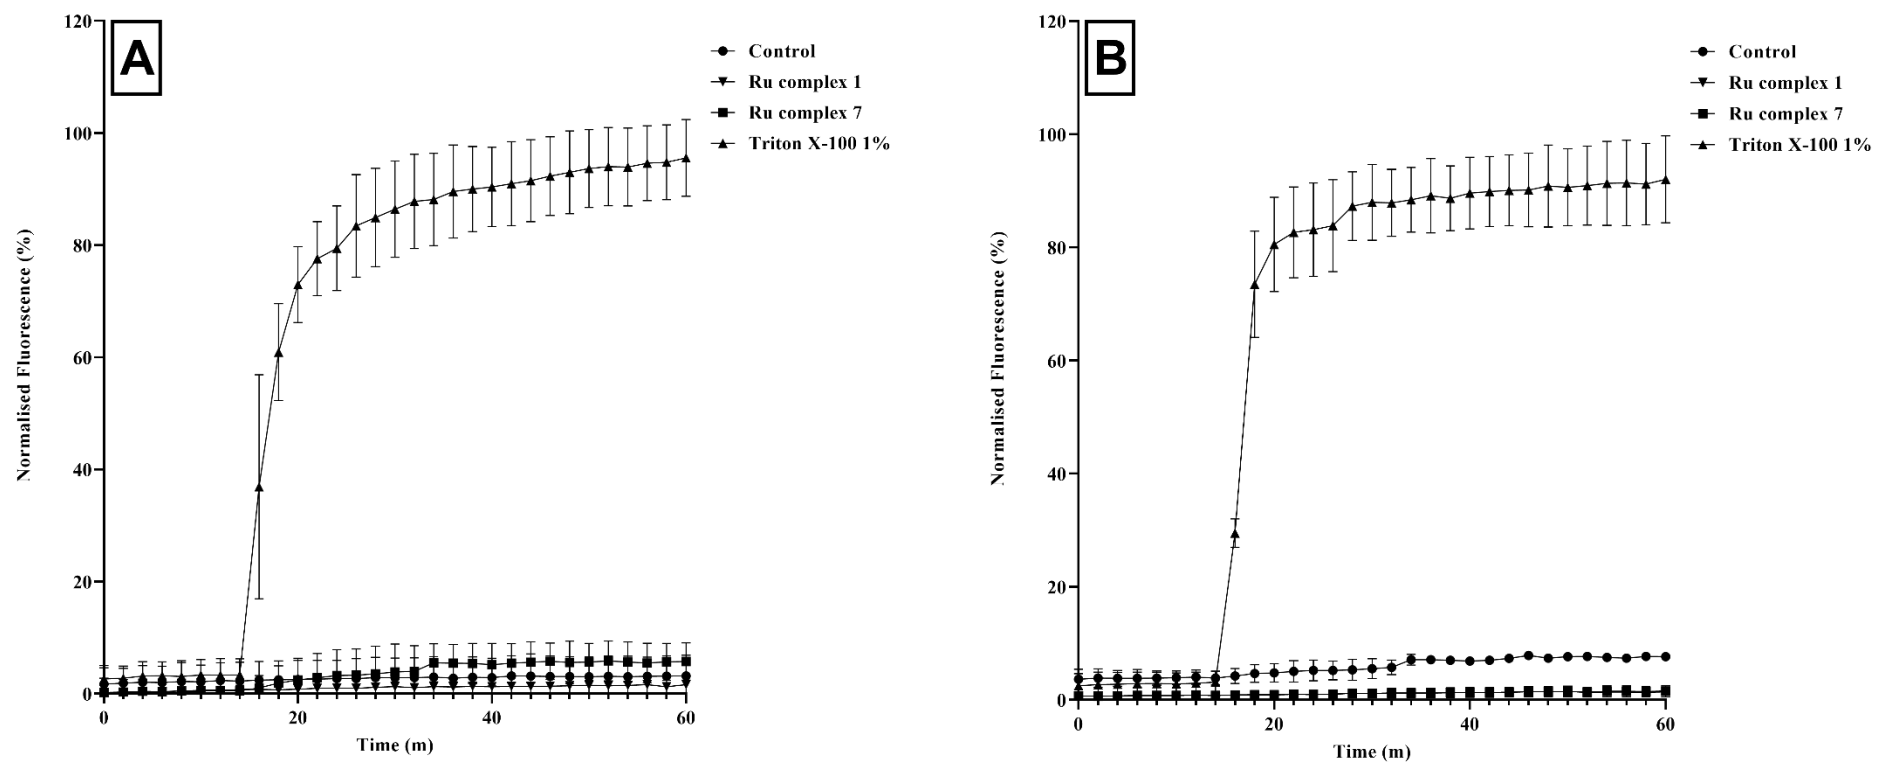 A
120
100
80
60
40
20
0
Normalised Fluorescence (%)
0 20 40 60
Time (m)
Control
Ru complex 1
Ru complex 7
Triton X-100 1%
B
120
100
80
60
40
20
0
Normalised Fluorescence (%)
0 20 40 60
Time (m)
Control
Ru complex 1
Ru complex 7
Triton X-100 1%